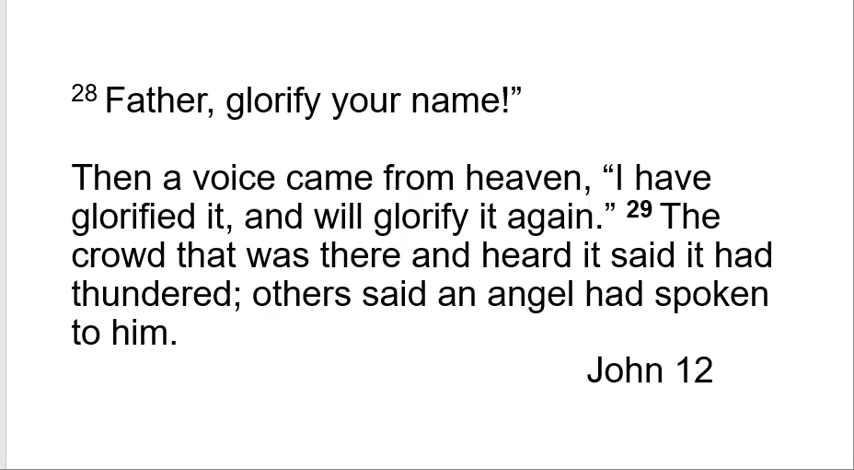 28 Father, glorify your name!”
Then a voice came from heaven, “I have
glorified it, and will glorify it again.” 29 The
crowd that was there and heard it said it had
thundered; others said an angel had spoken
to him.
John 12